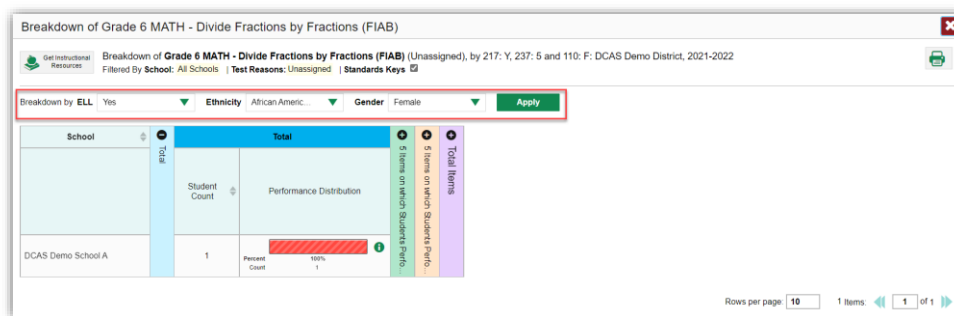 Breakdown of Grade 6 MATH - Divide Fractions by Fractions (FIAB)
Get Instructional
Resources
Breakdown of Grade 6 MATH - Divide Fractions by Fractions (FIAB) (Unassigned), by 217: Y, 237: 5 and 110: F: DCAS Demo District, 2021-2022
Filtered By School: All Schools | Test Reasons: Unassigned | Standards Keys
Breakdown by ELL Yes Ethnicity African Americ... Gender Female Apply
School
Total
Total
Student
Count
Performance Distribution
5 Items on which Students Perfo...
5 Items on which Students Perfo...
Total Items
DCAS Demo School A
1
Percent 100%
Count 1
Rows per page: 10 1 Items: 1 of 1